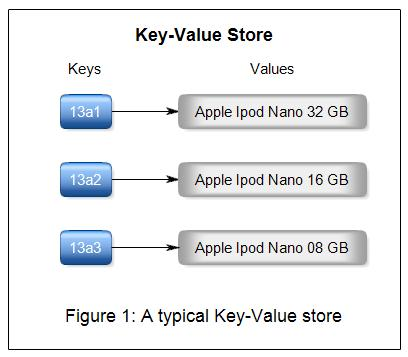 Key-Value Store
Keys Values
13a1 Apple Ipod Nano 32 GB
13a2 Apple Ipod Nano 16 GB
13a3 Apple Ipod Nano 08 GB
Figure 1: A typical Key-Value store